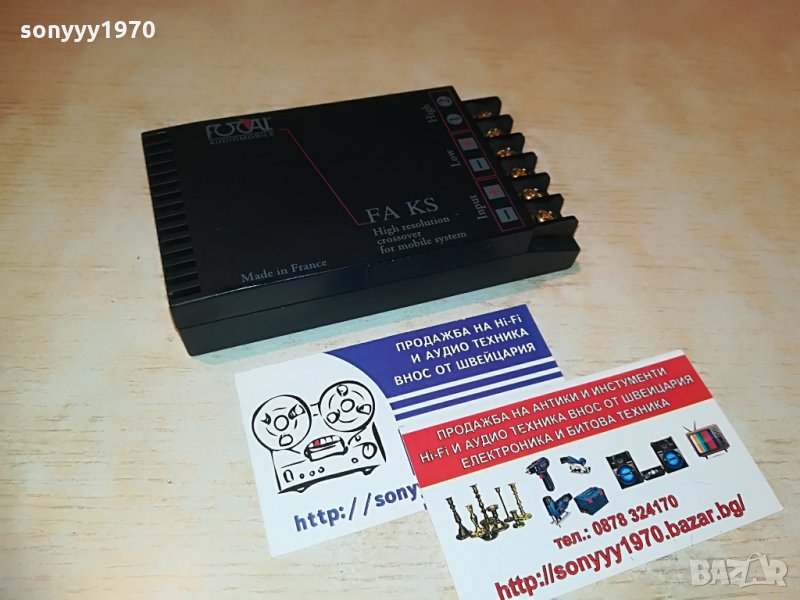 sonyyy1970
FOCAL
AUDIOMOBILE
FA KS
High resolution
crossover
for mobile system
Made in France
Input
Low
High
ПРОДАЖБА НА Hi-Fi
И АУДИО ТЕХНИКА
ВНОС ОТ ШВЕЙЦАРИЯ
http://sony
ПРОДАЖБА НА АНТИКИ И ИНСТУМЕНТИ
Hi-Fi И АУДИО ТЕХНИКА ВНОС ОТ ШВЕЙЦАРИЯ
ЕЛЕКТРОНИКА И БИТОВА ТЕХНИКА
тел.: 0878 324170
http://sonyyy1970.bazar.bg/
BAZAR